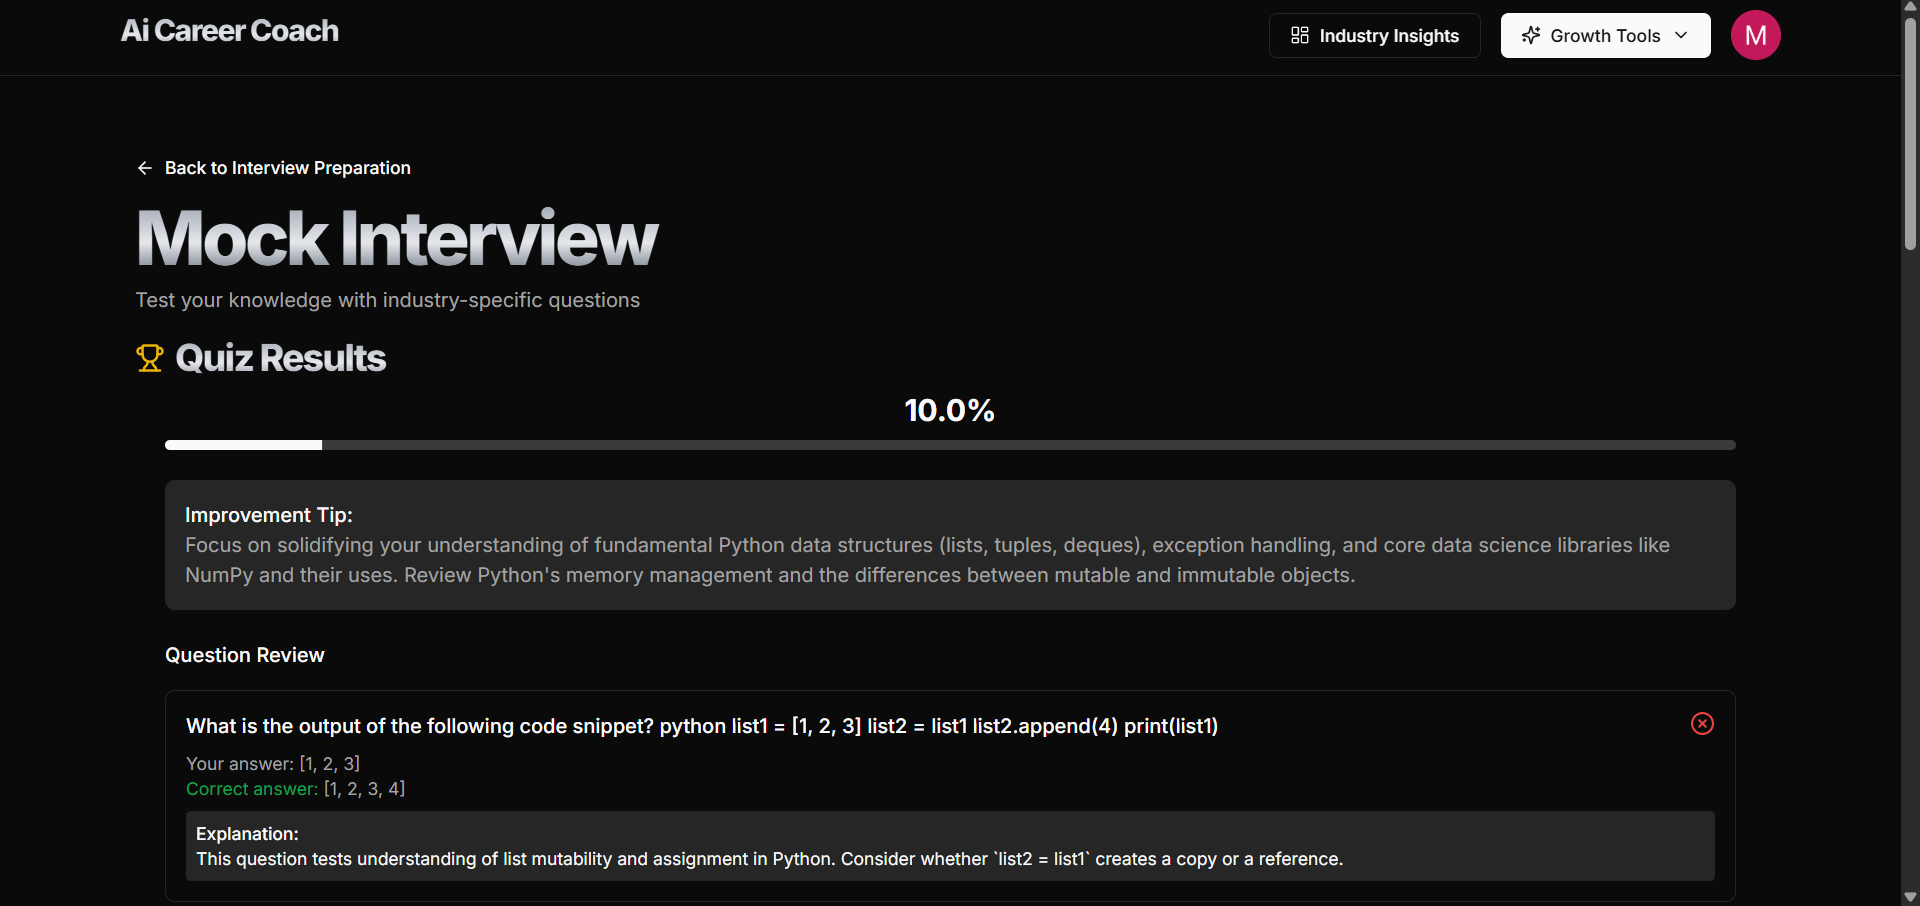 Ai Career Coach
Industry Insights
Growth Tools
M
Back to Interview Preparation
Mock Interview
Test your knowledge with industry-specific questions
Quiz Results
10.0%
Improvement Tip:
Focus on solidifying your understanding of fundamental Python data structures (lists, tuples, deques), exception handling, and core data science libraries like
NumPy and their uses. Review Python's memory management and the differences between mutable and immutable objects.
Question Review
What is the output of the following code snippet? python list1 = [1, 2, 3] list2 = list1 list2.append(4) print(list1)
Your answer: [1, 2, 3]
Correct answer: [1, 2, 3, 4]
Explanation:
This question tests understanding of list mutability and assignment in Python. Consider whether `list2 = list1` creates a copy or a reference.